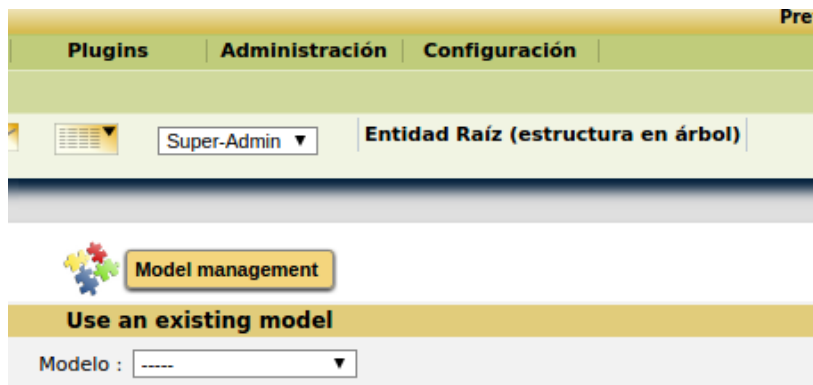 Pre
Plugins Administración Configuración
Super-Admin Entidad Raíz (estructura en árbol)
Model management
Use an existing model
Modelo : -----